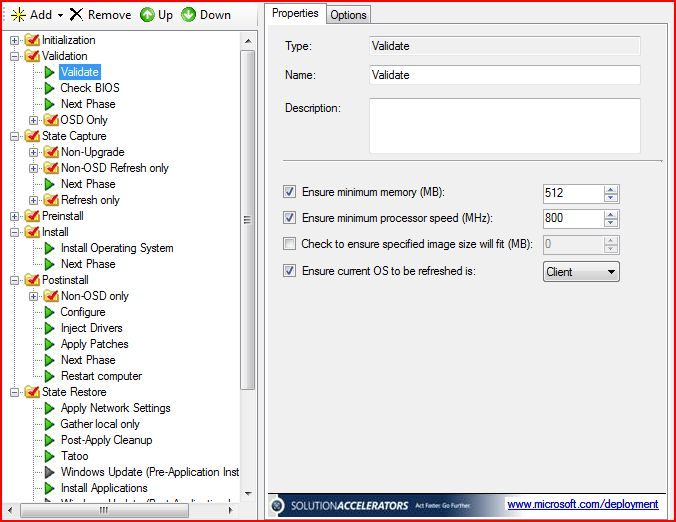 Add Remove Up Down
Initialization
Validation
Validate
Check BIOS
Next Phase
OSD Only
State Capture
Non-Upgrade
Non-OSD Refresh only
Next Phase
Refresh only
Preinstall
Install
Install Operating System
Next Phase
Postinstall
Non-OSD only
Configure
Inject Drivers
Apply Patches
Next Phase
Restart computer
State Restore
Apply Network Settings
Gather local only
Post-Apply Cleanup
Tatoo
Windows Update (Pre-Application Inst
Install Applications
Properties Options
Type: Validate
Name: Validate
Description:
Ensure minimum memory (MB): 512
Ensure minimum processor speed (MHz): 800
Check to ensure specified image size will fit (MB): 0
Ensure current OS to be refreshed is: Client
SOLUTIONACCELERATORS Act Faster. Go Further. www.microsoft.com/deployment